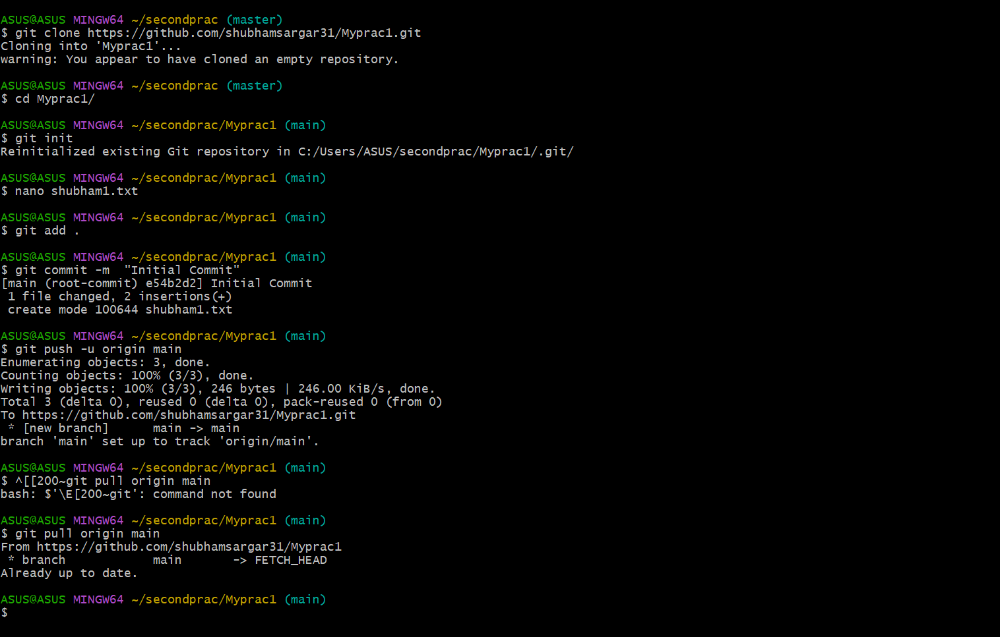 ASUS@ASUS MINGW64 ~/secondprac (master)
$ git clone https://github.com/shubhamsargar31/Myprac1.git
Cloning into 'Myprac1'...
warning: You appear to have cloned an empty repository.

ASUS@ASUS MINGW64 ~/secondprac (master)
$ cd Myprac1/

ASUS@ASUS MINGW64 ~/secondprac/Myprac1 (main)
$ git init
Reinitialized existing Git repository in C:/Users/ASUS/secondprac/Myprac1/.git/

ASUS@ASUS MINGW64 ~/secondprac/Myprac1 (main)
$ nano shubham1.txt

ASUS@ASUS MINGW64 ~/secondprac/Myprac1 (main)
$ git add .

ASUS@ASUS MINGW64 ~/secondprac/Myprac1 (main)
$ git commit -m  "Initial Commit"
[main (root-commit) e54b2d2] Initial Commit
 1 file changed, 2 insertions(+)
 create mode 100644 shubham1.txt

ASUS@ASUS MINGW64 ~/secondprac/Myprac1 (main)
$ git push -u origin main
Enumerating objects: 3, done.
Counting objects: 100% (3/3), done.
Writing objects: 100% (3/3), 246 bytes | 246.00 KiB/s, done.
Total 3 (delta 0), reused 0 (delta 0), pack-reused 0 (from 0)
To https://github.com/shubhamsargar31/Myprac1.git
 * [new branch]      main -> main
branch 'main' set up to track 'origin/main'.

ASUS@ASUS MINGW64 ~/secondprac/Myprac1 (main)
$ ^[[200~git pull origin main
bash: $'\E[200~git': command not found

ASUS@ASUS MINGW64 ~/secondprac/Myprac1 (main)
$ git pull origin main
From https://github.com/shubhamsargar31/Myprac1
 * branch            main       -> FETCH_HEAD
Already up to date.

ASUS@ASUS MINGW64 ~/secondprac/Myprac1 (main)
$